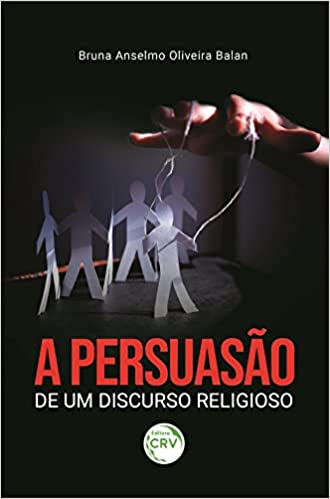 Bruna Anselmo Oliveira Balan
A PERSUASÃO
DE UM DISCURSO RELIGIOSO
Editora
CRV